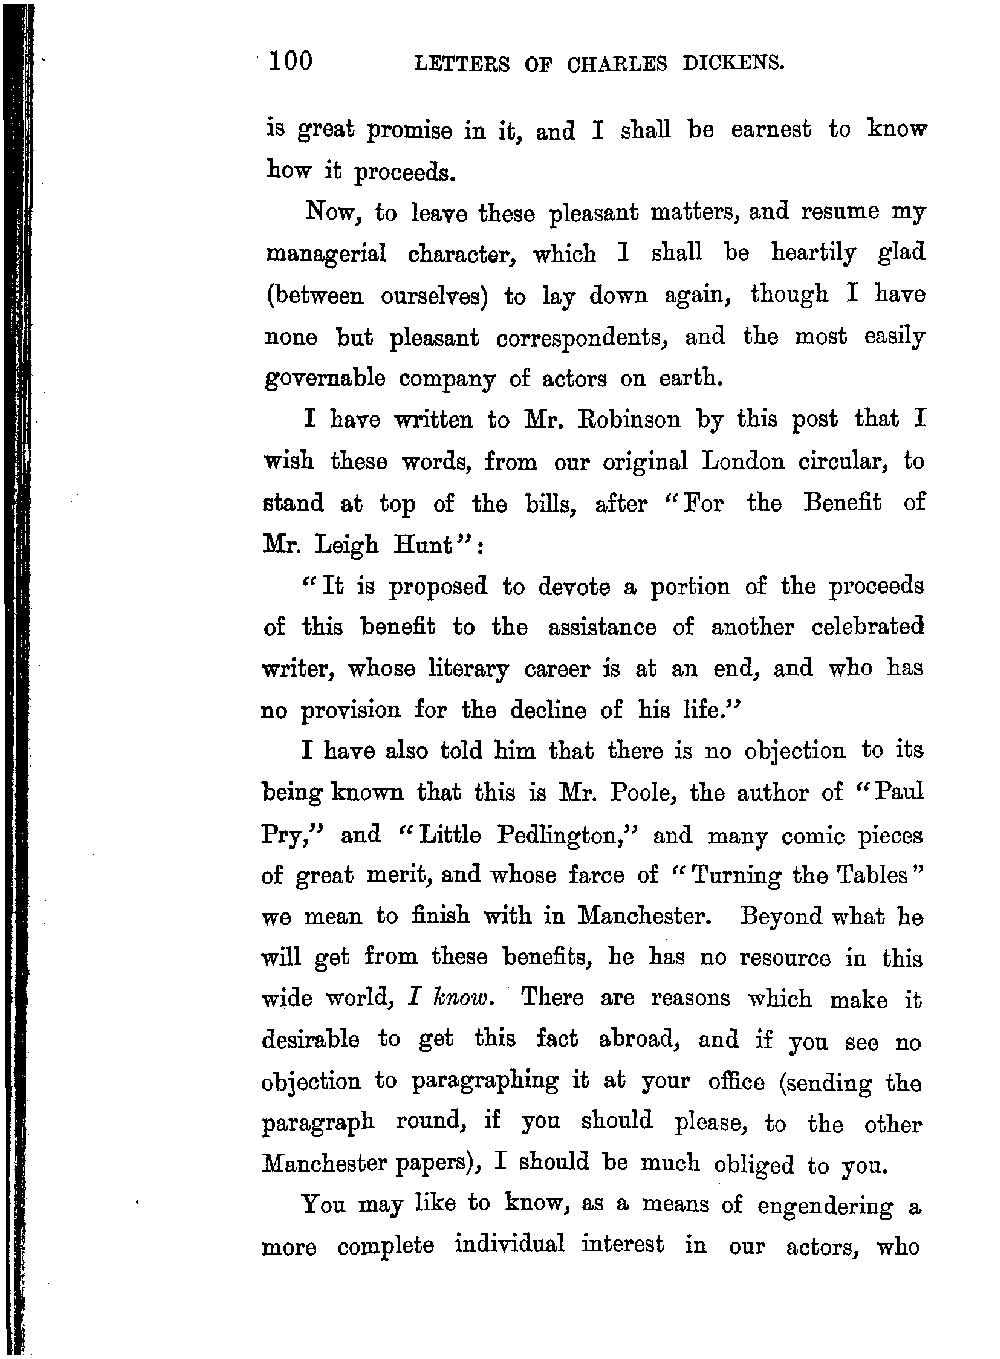 100 LETTERS OF CHARLES DICKENS.
is great promise in it, and I shall be earnest to know
how it proceeds.
Now, to leave these pleasant matters, and resume my
managerial character, which I shall be heartily glad
(between ourselves) to lay down again, though I have
none but pleasant correspondents, and the most easily
governable company of actors on earth.
I have written to Mr. Robinson by this post that I
wish these words, from our original London circular, to
stand at top of the bills, after “For the Benefit of
Mr. Leigh Hunt”:
“It is proposed to devote a portion of the proceeds
of this benefit to the assistance of another celebrated
writer, whose literary career is at an end, and who has
no provision for the decline of his life.”
I have also told him that there is no objection to its
being known that this is Mr. Poole, the author of “Paul
Pry,” and “Little Pedlington,” and many comic pieces
of great merit, and whose farce of “Turning the Tables”
we mean to finish with in Manchester. Beyond what he
will get from these benefits, he has no resource in this
wide world, I know. There are reasons which make it
desirable to get this fact abroad, and if you see no
objection to paragraphing it at your office (sending the
paragraph round, if you should please, to the other
Manchester papers), I should be much obliged to you.
You may like to know, as a means of engendering a
more complete individual interest in our actors, who